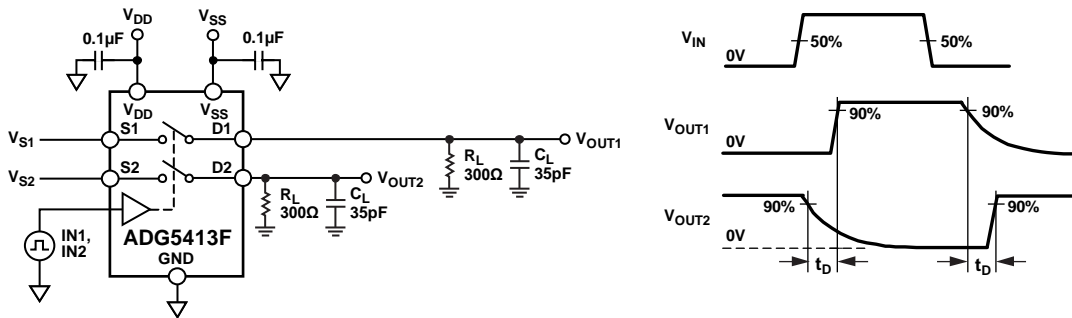 VDD
VSS
0.1µF
0.1µF
VDD
VSS
VS1
S1
D1
VOUT1
VS2
S2
D2
VOUT2
RL
300Ω
CL
35pF
RL
300Ω
CL
35pF
IN1,
IN2
ADG5413F
GND
VIN
0V
50%
50%
VOUT1
0V
90%
90%
VOUT2
90%
90%
0V
tD
tD